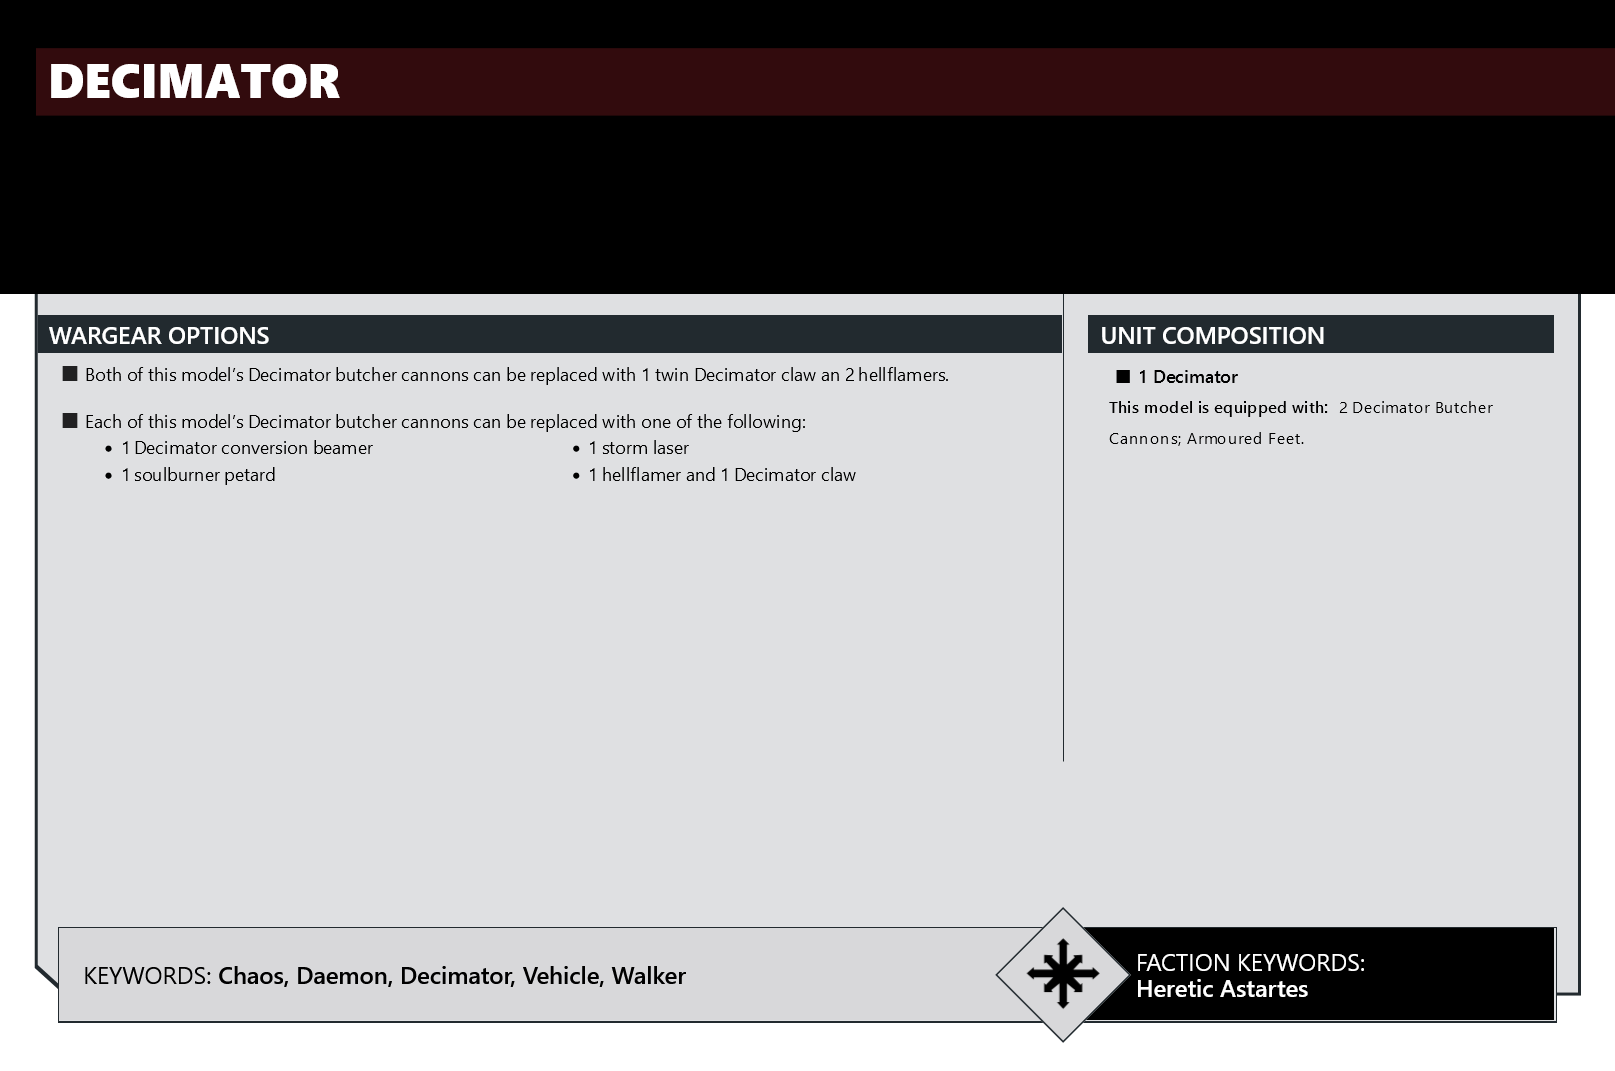 DECIMATOR
WARGEAR OPTIONS
■ Both of this model’s Decimator butcher cannons can be replaced with 1 twin Decimator claw an 2 hellflamers.
■ Each of this model’s Decimator butcher cannons can be replaced with one of the following:
• 1 Decimator conversion beamer
• 1 soulburner petard
• 1 storm laser
• 1 hellflamer and 1 Decimator claw
UNIT COMPOSITION
■ 1 Decimator
This model is equipped with: 2 Decimator Butcher
Cannons; Armoured Feet.
KEYWORDS: Chaos, Daemon, Decimator, Vehicle, Walker
FACTION KEYWORDS:
Heretic Astartes